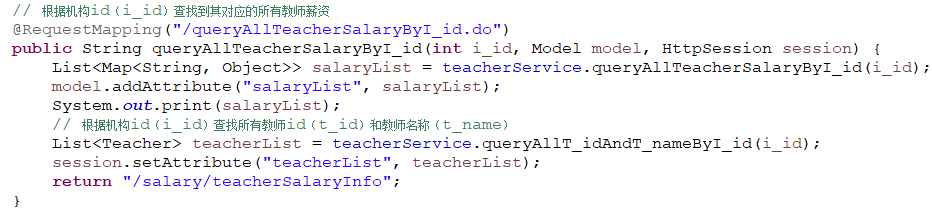 // 根据机构id（i_id）查找到其对应的所有教师薪资
@RequestMapping("/queryAllTeacherSalaryByI_id.do")
public String queryAllTeacherSalaryByI_id(int i_id, Model model, HttpSession session) {
    List<Map<String, Object>> salaryList = teacherService.queryAllTeacherSalaryByI_id(i_id);
    model.addAttribute("salaryList", salaryList);
    System.out.print(salaryList);
    // 根据机构id（i_id）查找所有教师id（t_id）和教师名称（t_name）
    List<Teacher> teacherList = teacherService.queryAllT_idAndT_nameByI_id(i_id);
    session.setAttribute("teacherList", teacherList);
    return "/salary/teacherSalaryInfo";
}